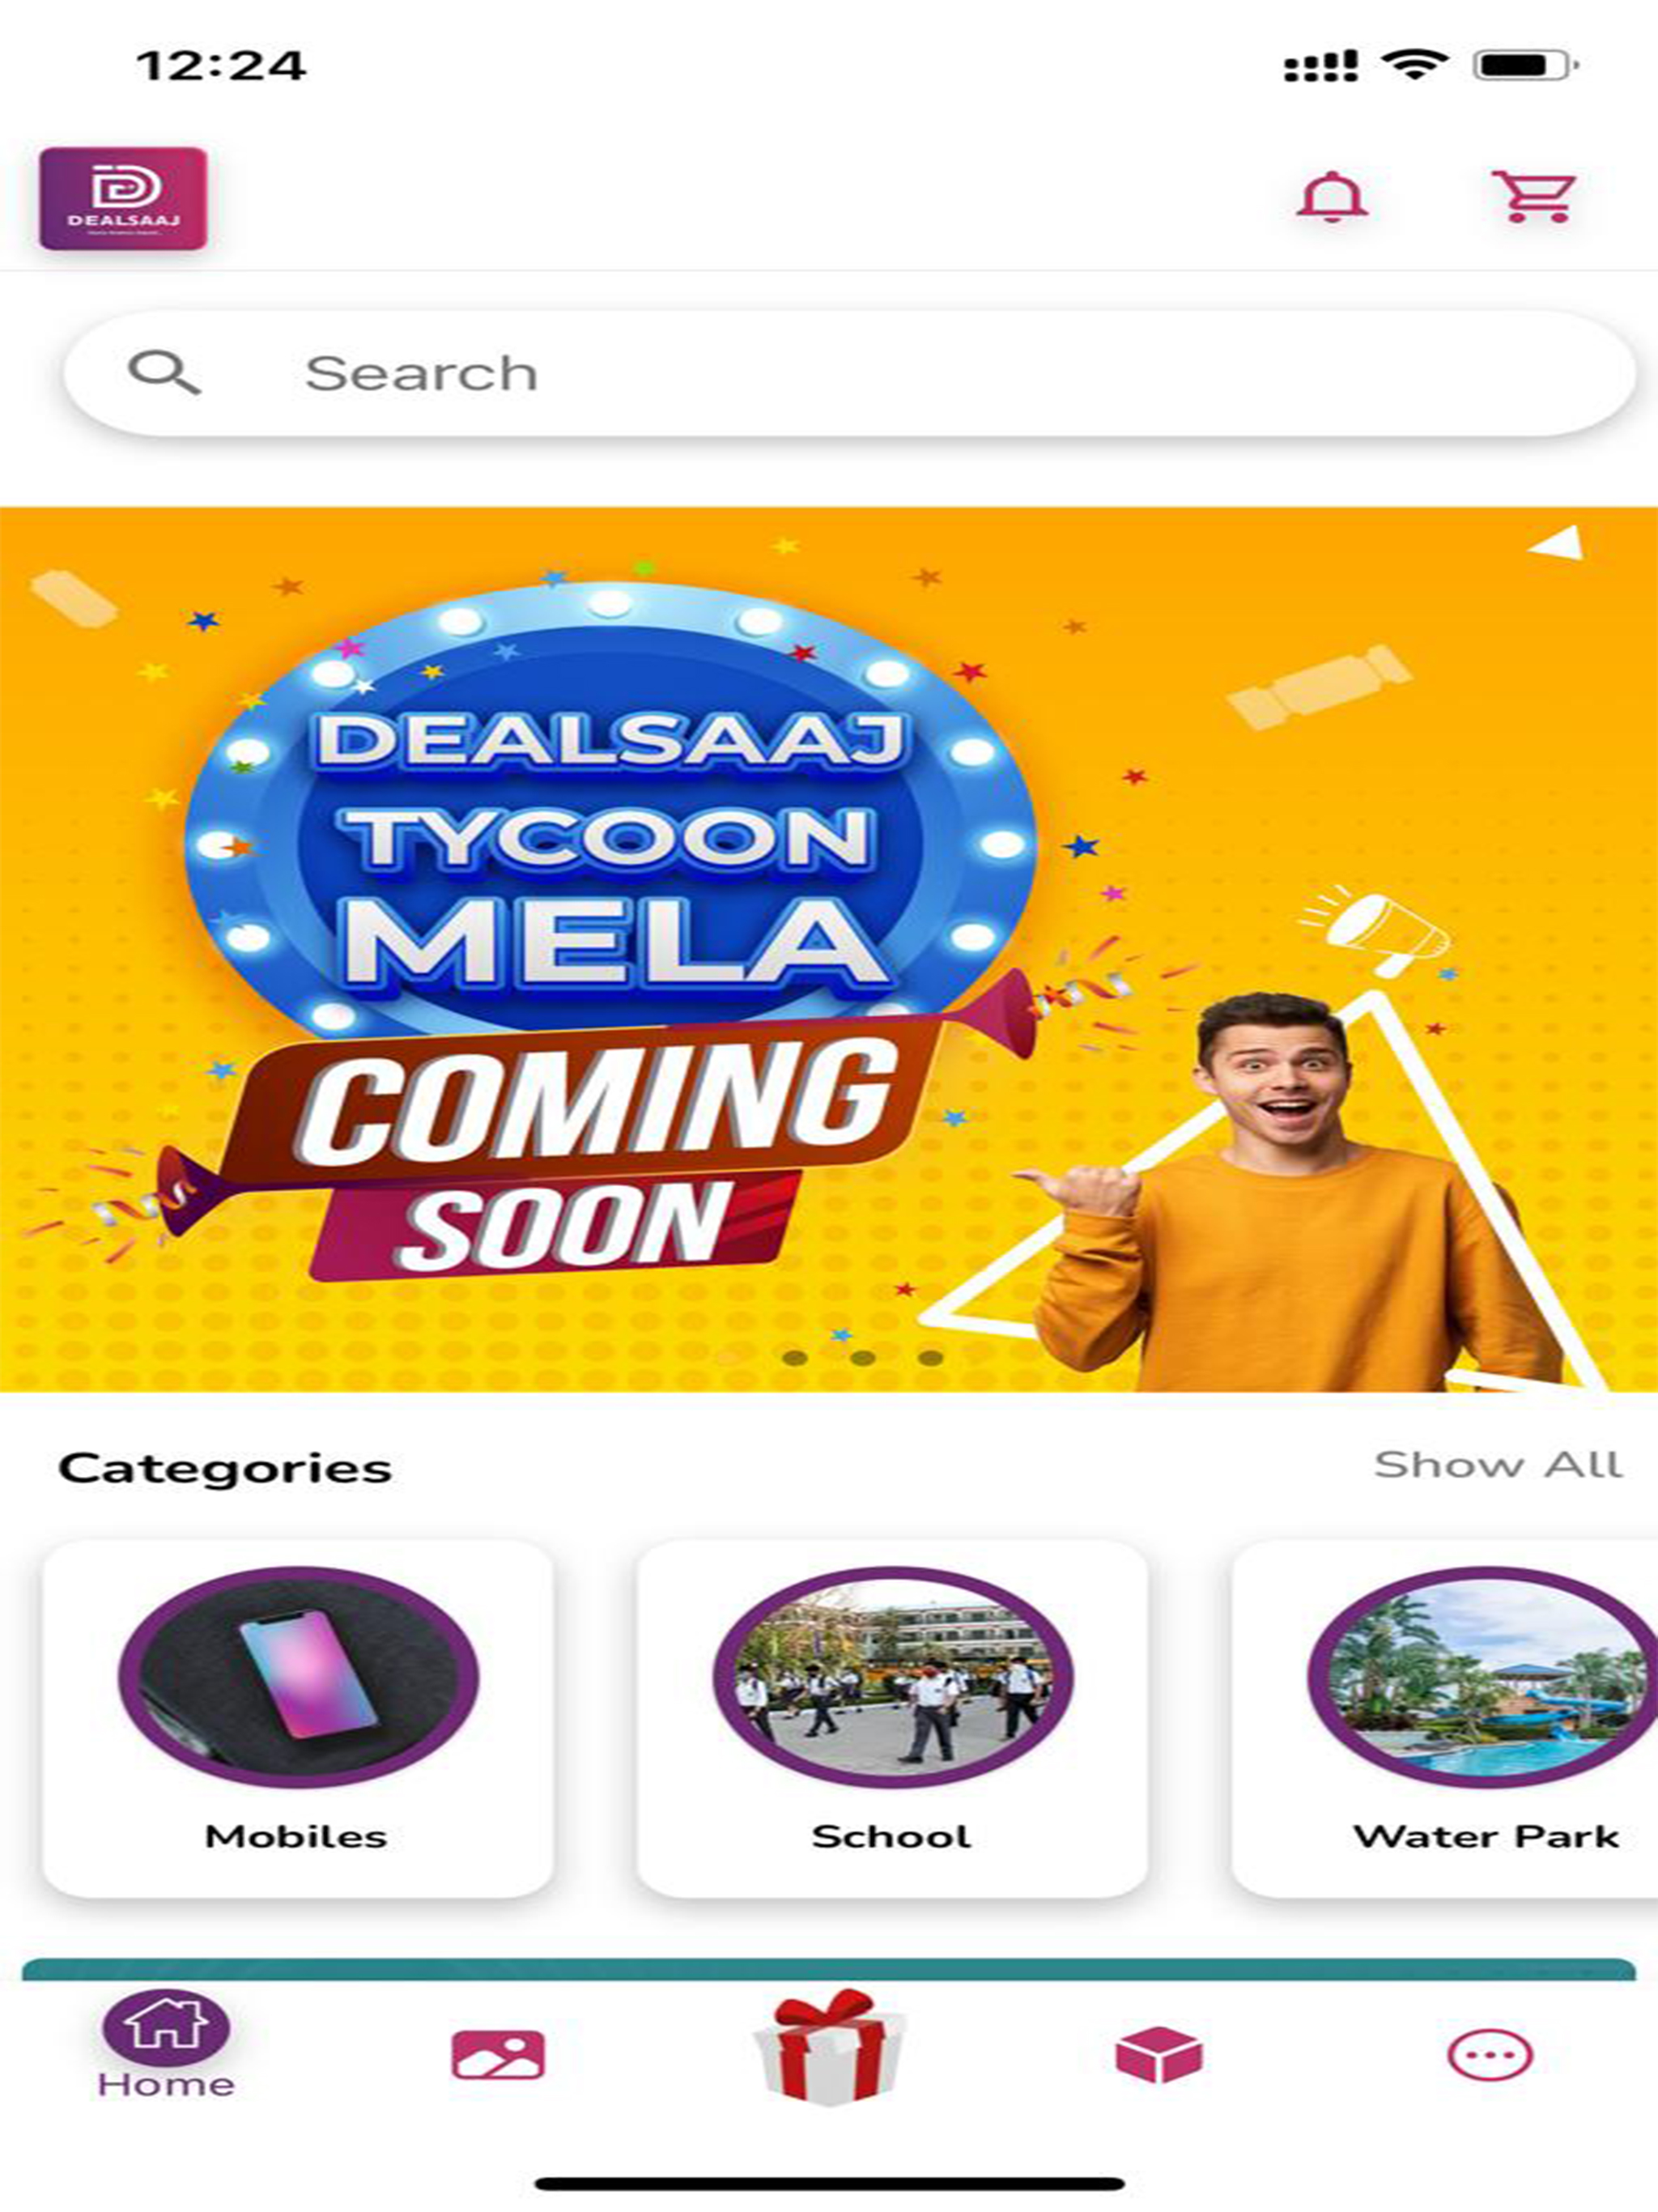 12:24
DEALSAAJ
Search
DEALSAAJ
TYCOON
MELA
COMING
SOON
Categories
Show All
Mobiles
School
Water Park
Home